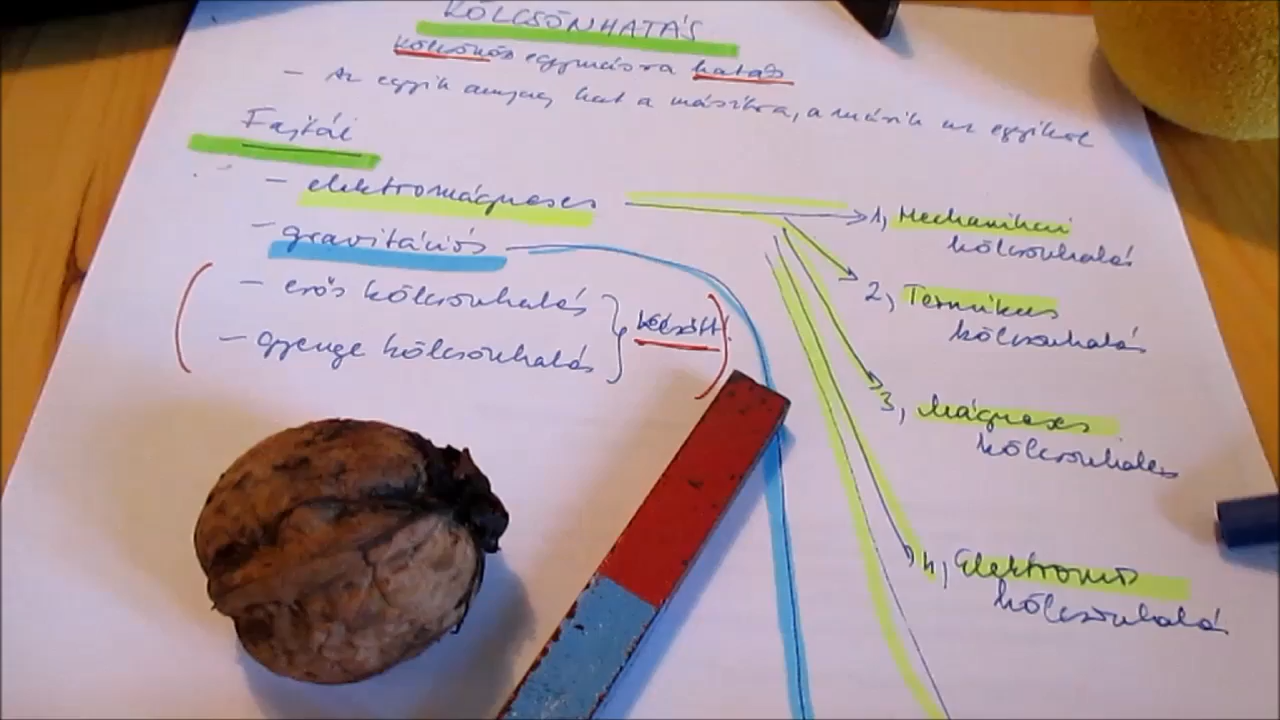 KÖLCSÖNHATÁS
kölcsönös egymásra hatás
- Az egyik anyag hat a másikra, a másik az egyikre
Fajtái
- elektromágneses
- gravitációs
- erős kölcsönhatás
- gyenge kölcsönhatás
később
1, Mechanikai
kölcsönhatás
2, Termikus
kölcsönhatás
3, Mágneses
kölcsönhatás
4, Elektromos
kölcsönhatás